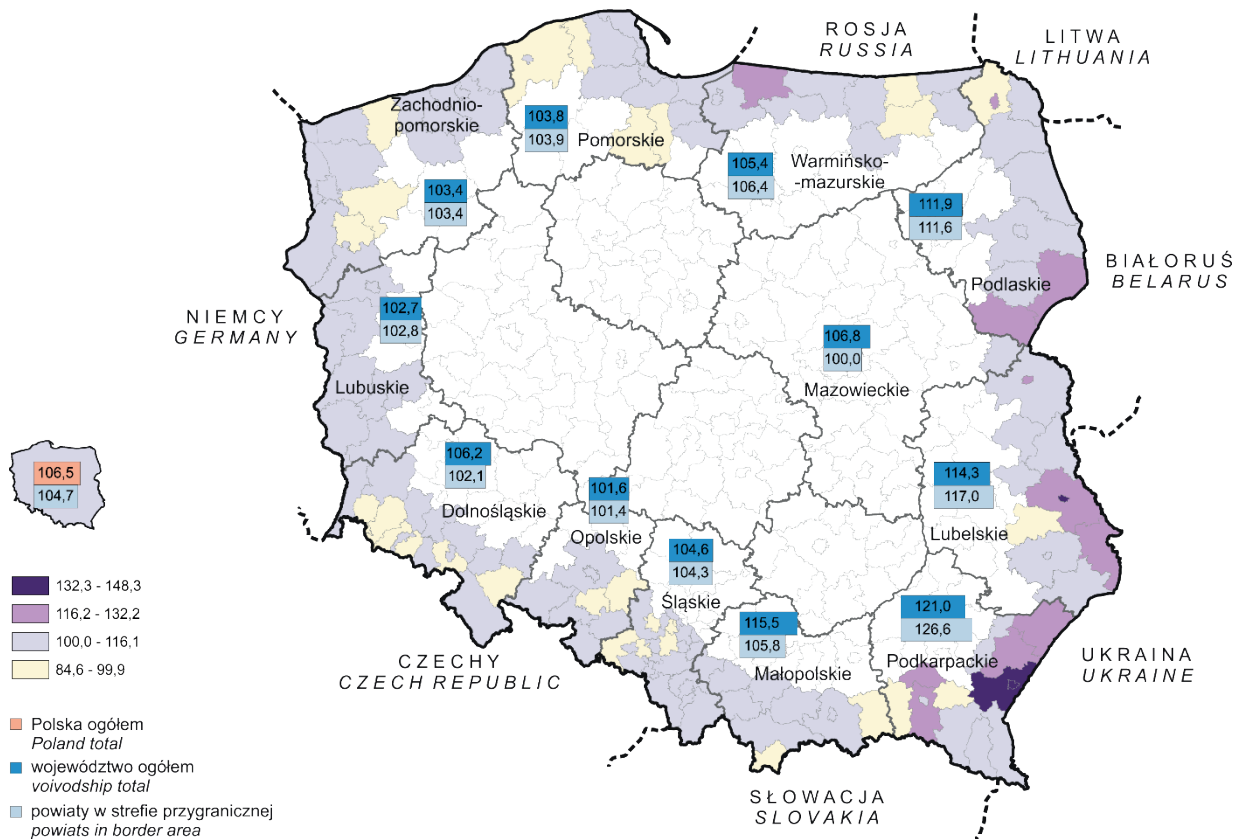 ROSJA
RUSSIA
LITWA
LITHUANIA
Zachodnio-
pomorskie
103,8
103,9
Pomorskie
105,4
106,4
Warmińsko-
-mazurskie
103,4
103,4
111,9
111,6
BIAŁORUŚ
BELARUS
Podlaskie
NIEMCY
GERMANY
102,7
102,8
106,8
100,0
Mazowieckie
Lubuskie
106,5
104,7
106,2
102,1
Dolnośląskie
101,6
101,4
Opolskie
114,3
117,0
Lubelskie
104,6
104,3
Śląskie
115,5
105,8
Małopolskie
121,0
126,6
Podkarpackie
CZECHY
CZECH REPUBLIC
UKRAINA
UKRAINE
SŁOWACJA
SLOVAKIA
132,3 - 148,3
116,2 - 132,2
100,0 - 116,1
84,6 - 99,9
Polska ogółem
Poland total
województwo ogółem
voivodship total
powiaty w strefie przygranicznej
powiats in border area